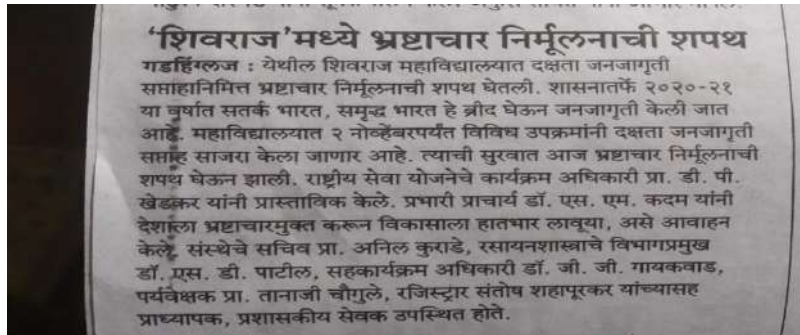 'शिवराज'मध्ये भ्रष्टाचार निर्मूलनाची शपथ
गडहिंग्लज : येथील शिवराज महाविद्यालयात दक्षता जनजागृती
सप्ताहानिमित्त भ्रष्टाचार निर्मूलनाची शपथ घेतली. शासनातर्फे २०२०-२१
या वर्षात सतर्क भारत, समृद्ध भारत हे ब्रीद घेऊन जनजागृती केली जात
आहे. महाविद्यालयात २ नोव्हेंबरपर्यंत विविध उपक्रमांनी दक्षता जनजागृती
सप्ताह साजरा केला जाणार आहे. त्याची सुरवात आज भ्रष्टाचार निर्मूलनाची
शपथ घेऊन झाली. राष्ट्रीय सेवा योजनेचे कार्यक्रम अधिकारी प्रा. डी. पी.
खेडकर यांनी प्रास्ताविक केले. प्रभारी प्राचार्य डॉ. एस. एम. कदम यांनी
देशाला भ्रष्टाचारमुक्त करून विकासाला हातभार लावूया, असे आवाहन
केले. संस्थेचे सचिव प्रा. अनिल कुराडे, रसायनशास्त्राचे विभागप्रमुख
डॉ. एस. डी. पाटील, सहकार्यक्रम अधिकारी डॉ. जी. जी. गायकवाड,
पर्यवेक्षक प्रा. तानाजी चौगुले, रजिस्ट्रार संतोष शहापूरकर यांच्यासह
प्राध्यापक, प्रशासकीय सेवक उपस्थित होते.